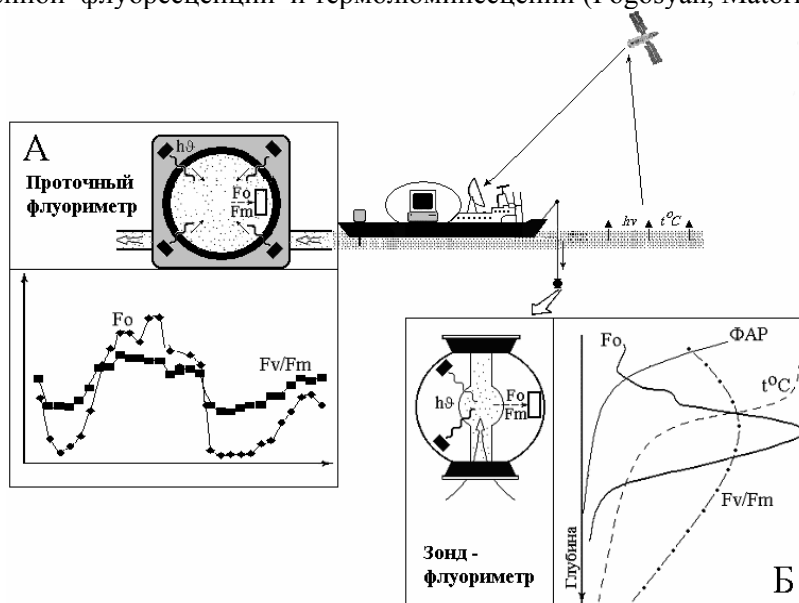 флуоресценции и термолюминесценции (Pogosyan, Mator
А
Проточный
флуориметр
hϑ
Fo
Fm
hν t°C
Fo
Fv/Fm
hϑ
Fo
Fm
Зонд -
флуориметр
Fo
ФАР
t°C
Fv/Fm
Глубина
Б